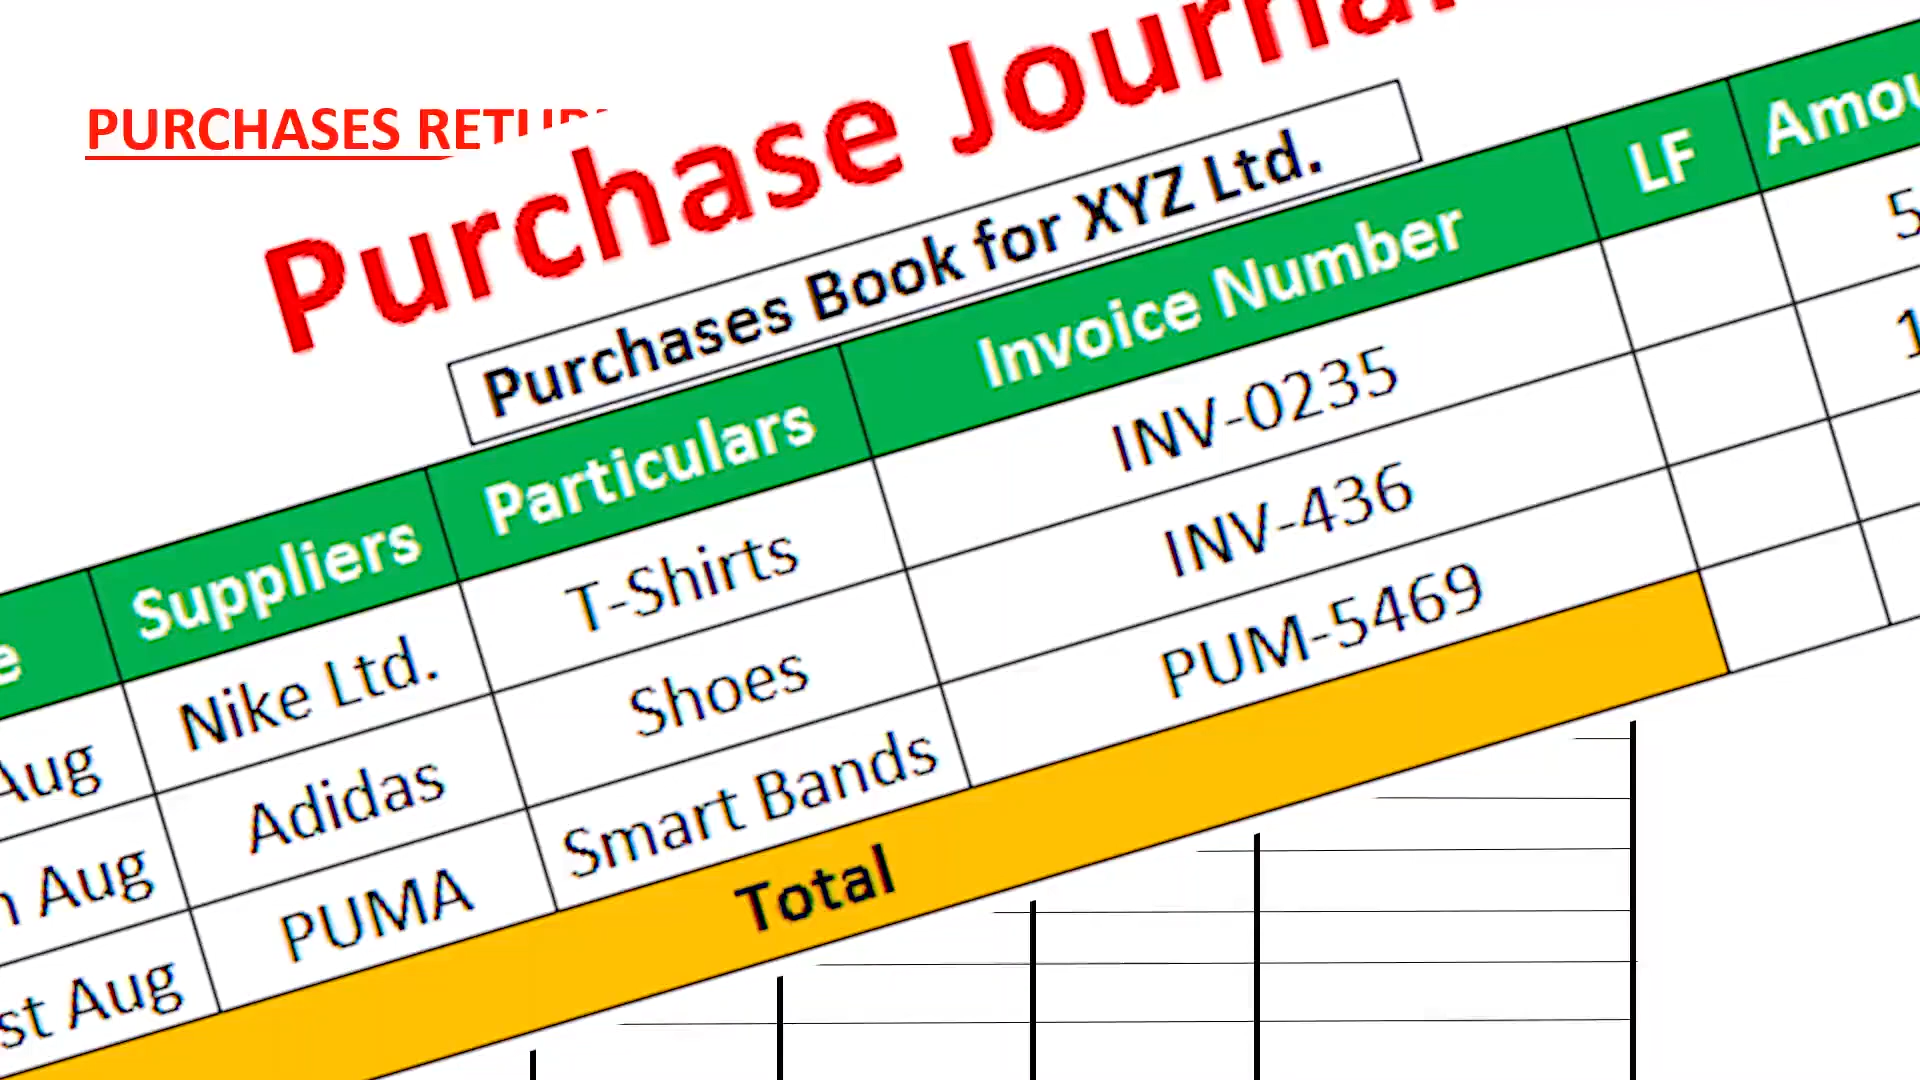 PURCHASES
Purchase
Purchases Book for XYZ Ltd.
Suppliers Particulars Invoice Number LF
Aug Nike Ltd. T-Shirts INV-0235
Aug Adidas Shoes INV-436
Aug PUMA Smart Bands PUM-5469
Total